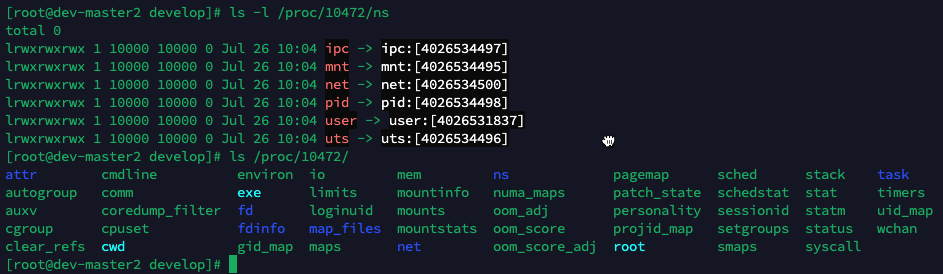 [root@dev-master2 develop]# ls -l /proc/10472/ns
total 0
lrwxrwxrwx 1 10000 10000 0 Jul 26 10:04 ipc -> ipc:[4026534497]
lrwxrwxrwx 1 10000 10000 0 Jul 26 10:04 mnt -> mnt:[4026534495]
lrwxrwxrwx 1 10000 10000 0 Jul 26 10:04 net -> net:[4026534500]
lrwxrwxrwx 1 10000 10000 0 Jul 26 10:04 pid -> pid:[4026534498]
lrwxrwxrwx 1 10000 10000 0 Jul 26 10:04 user -> user:[4026531837]
lrwxrwxrwx 1 10000 10000 0 Jul 26 10:04 uts -> uts:[4026534496]
[root@dev-master2 develop]# ls /proc/10472/
attr cmdline environ io mem ns pagemap sched stack task
autogroup comm exe limits mountinfo numa_maps patch_state schedstat stat timers
auxv coredump_filter fd loginuid mounts oom_adj personality sessionid statm uid_map
cgroup cpuset fdinfo map_files mountstats oom_score projid_map setgroups status wchan
clear_refs cwd gid_map maps net oom_score_adj root smaps syscall
[root@dev-master2 develop]#